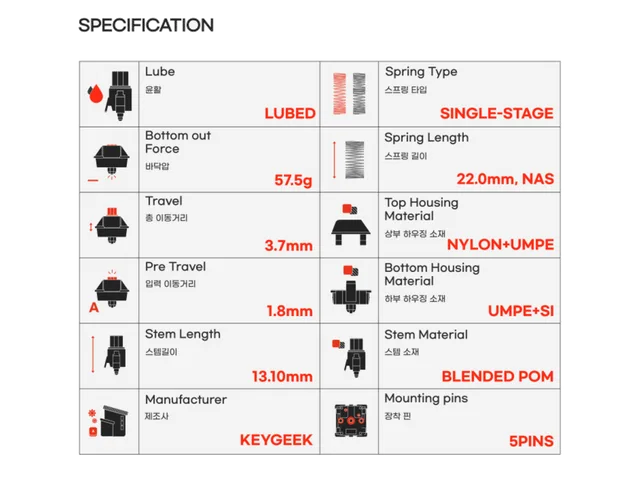 SPECIFICATION
Lube
윤활
LUBED
Spring Type
스프링 타입
SINGLE-STAGE
Bottom out
Force
바닥압
57.5g
Spring Length
스프링 길이
22.0mm, NAS
Travel
총 이동거리
3.7mm
Top Housing
Material
상부 하우징 소재
NYLON+UMPE
Pre Travel
입력 이동거리
A
1.8mm
Bottom Housing
Material
하부 하우징 소재
UMPE+SI
Stem Length
스템길이
13.10mm
Stem Material
스템 소재
BLENDED POM
Manufacturer
제조사
KEYGEEK
Mounting pins
장착 핀
5PINS